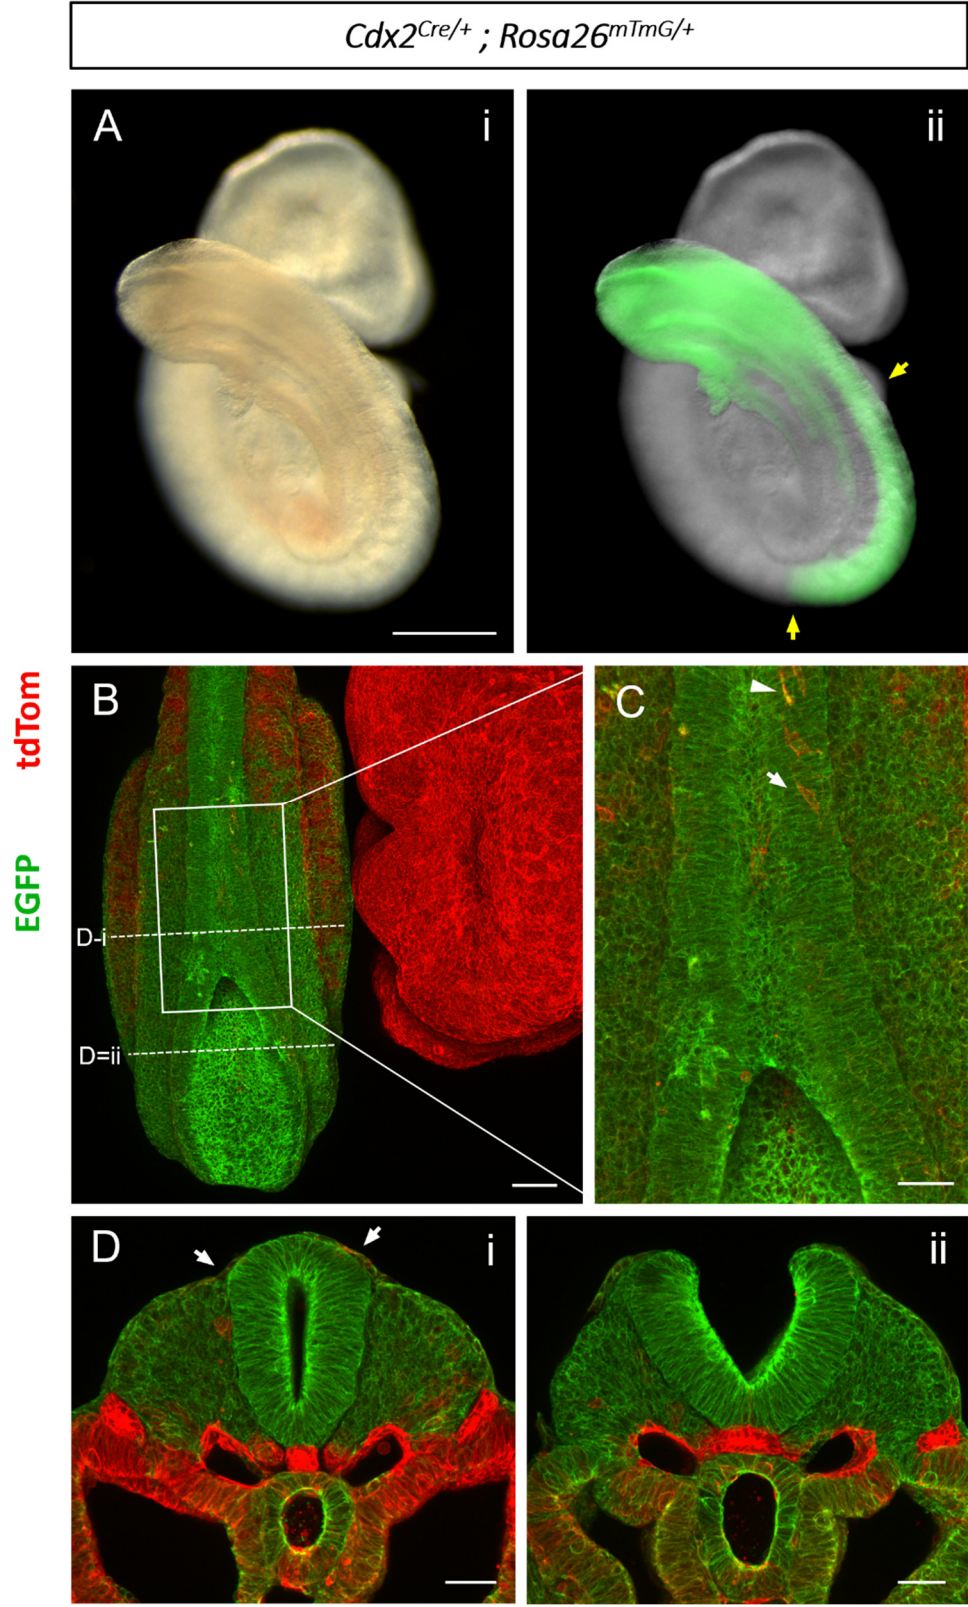 Cdx2Cre/+ ; Rosa26mTmG/+
A i
ii
EGFP tdTom
B
C
D-i
D=ii
D i
ii